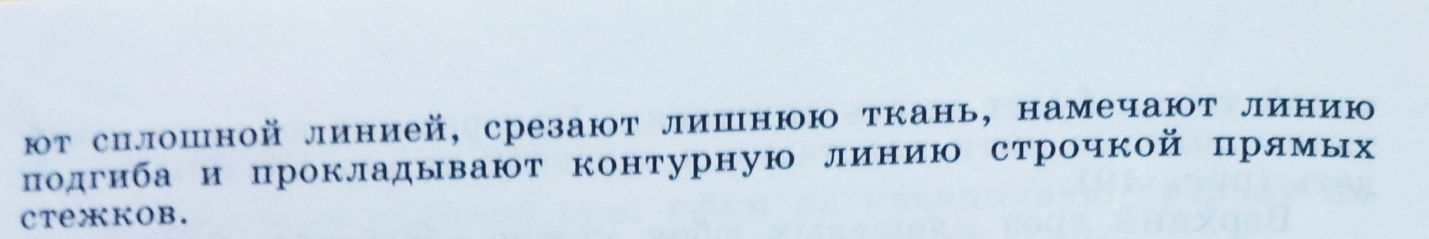 ют сплошной линией, срезают лишнюю ткань, намечают линию
подгиба и прокладывают контурную линию строчкой прямых
стежков.